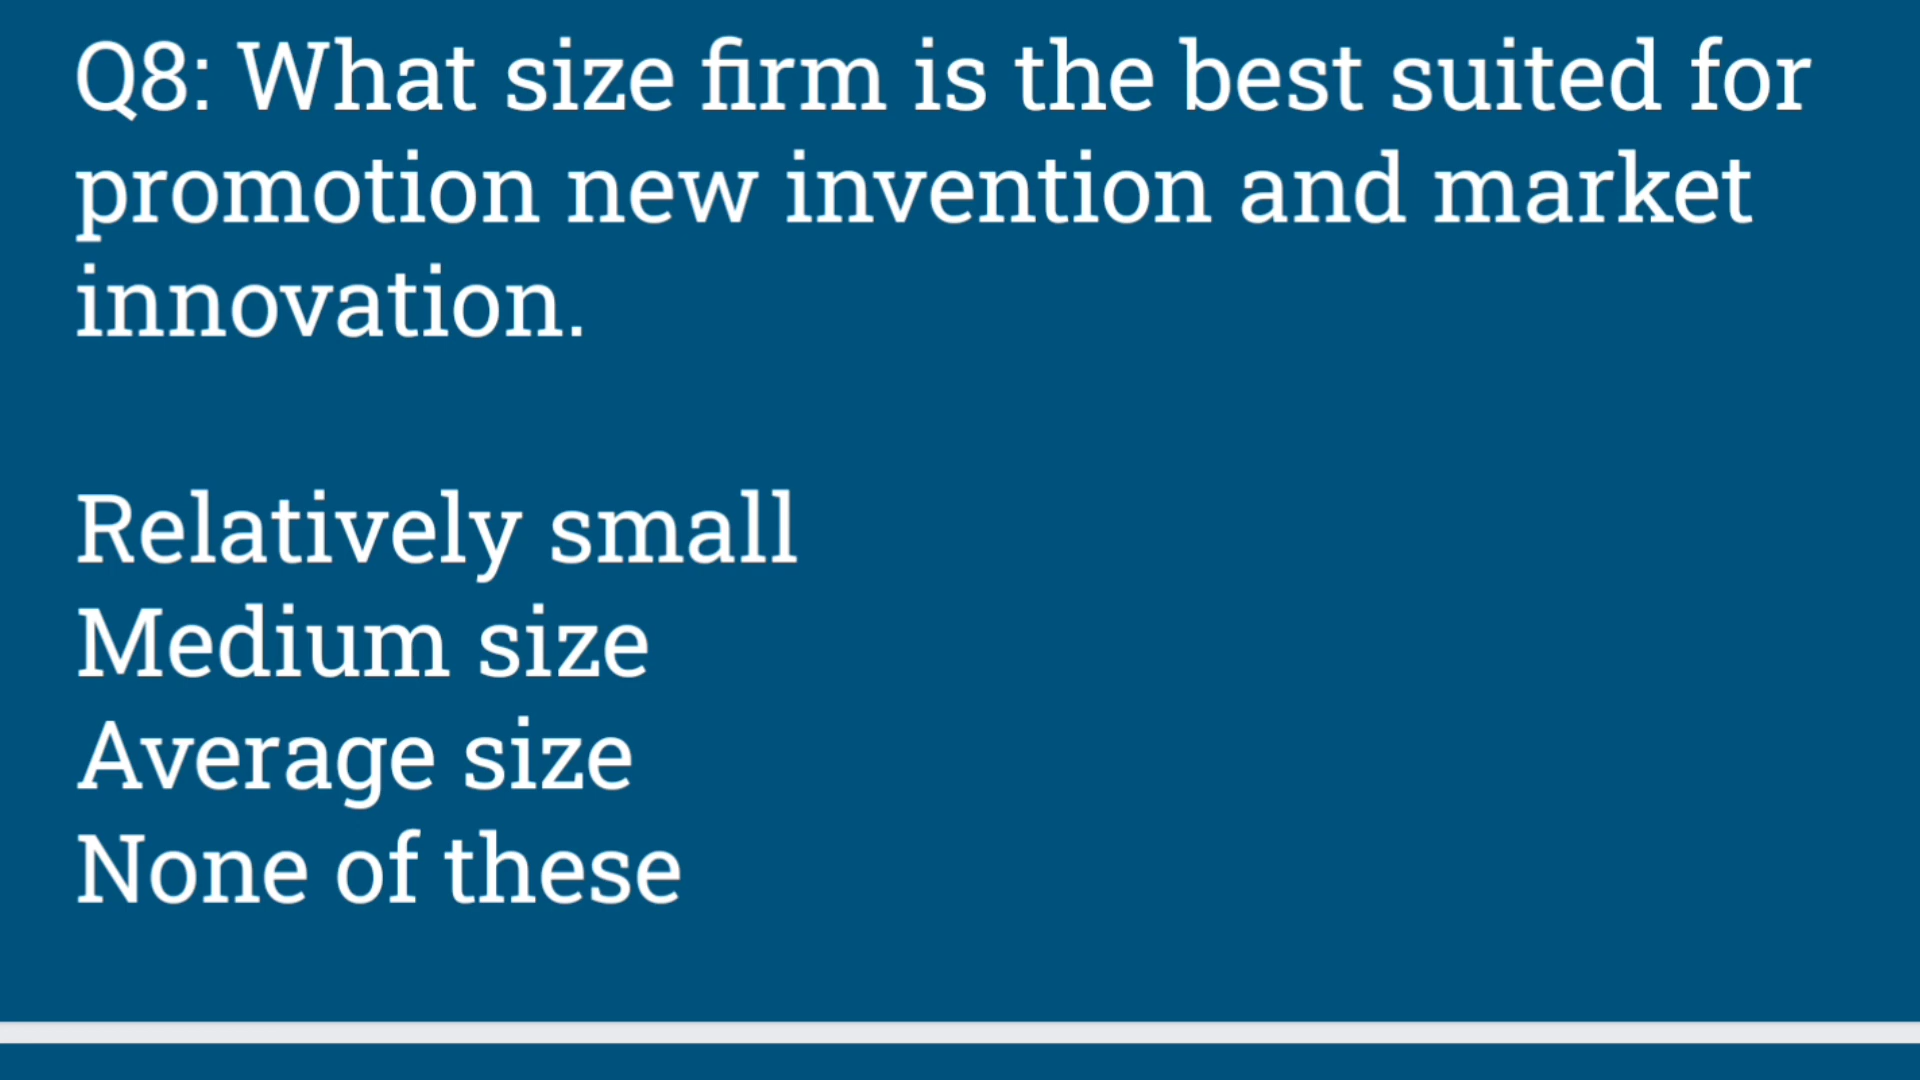 Q8: What size firm is the best suited for
promotion new invention and market
innovation.
Relatively small
Medium size
Average size
None of these